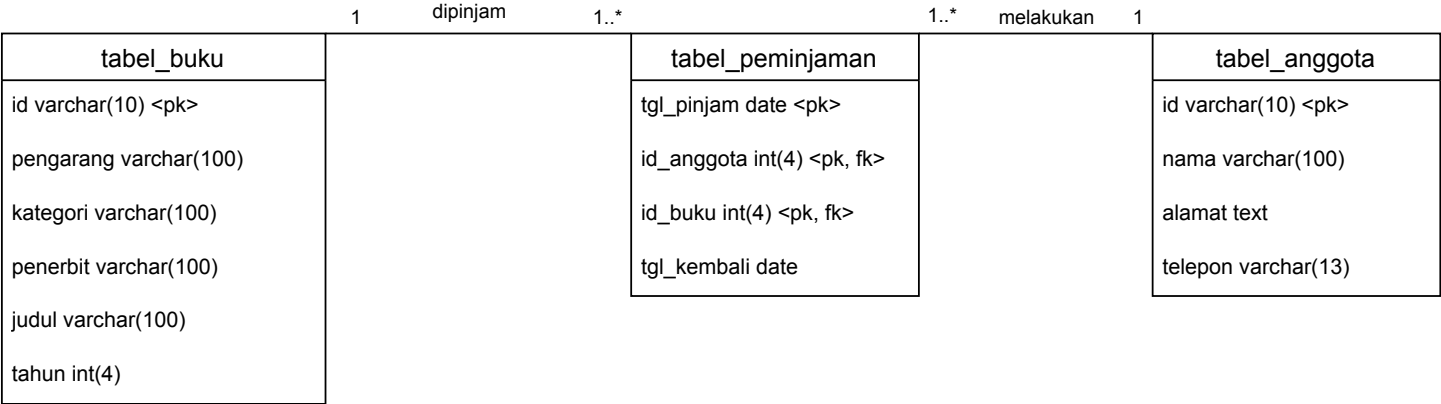 1
dipinjam
1..*
1..*
melakukan
1
tabel_buku
id varchar(10) <pk>
pengarang varchar(100)
kategori varchar(100)
penerbit varchar(100)
judul varchar(100)
tahun int(4)
tabel_peminjaman
tgl_pinjam date <pk>
id_anggota int(4) <pk, fk>
id_buku int(4) <pk, fk>
tgl_kembali date
tabel_anggota
id varchar(10) <pk>
nama varchar(100)
alamat text
telepon varchar(13)